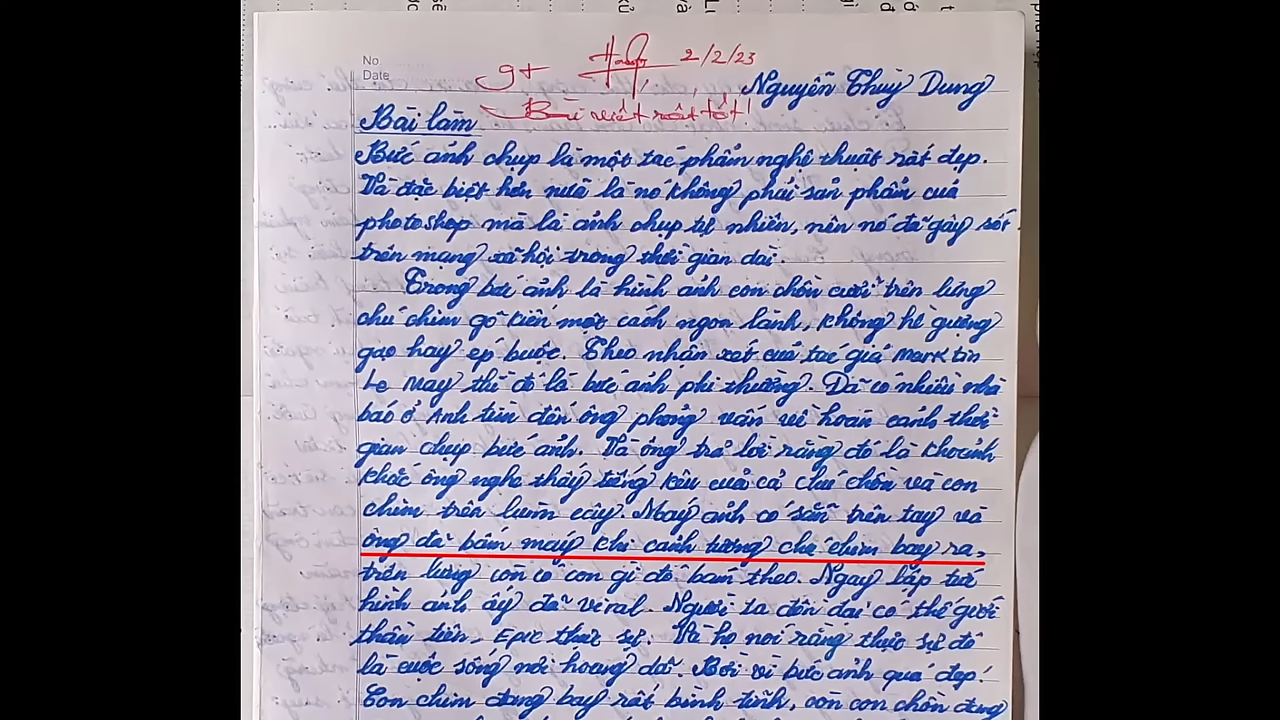 No
Date
9+
2/2/23
Nguyễn Thuỳ Dung
Bài viết rất tốt!
Bài làm
Bức ảnh chụp là một tác phẩm nghệ thuật rất đẹp.
Và đặc biệt hơn nữa là nó không phải sản phẩm của
photoshop mà là ảnh chụp tự nhiên, nên nó đã gây sốt
trên mạng xã hội trong thời gian dài.
Trong bức ảnh là hình ảnh con chồn cưỡi trên lưng
chú chim gõ kiến một cách ngon lành, không hề gượng
gạo hay ép buộc. Theo nhận xét của tác giả Mark tin
Le May thì đó là bức ảnh phi thường. Đã có nhiều nhà
báo ở Anh tìm đến ông phỏng vấn về hoàn cảnh thời
gian chụp bức ảnh. Và ông trả lời rằng đó là khoảnh
khắc ông nghe thấy tiếng kêu của cả chú chồn và con
chim trên lùm cây. Máy ảnh có sẵn trên tay và
ông đã bấm máy khi cảnh tượng chú chim bay ra,
trên lưng còn có con gì đó bám theo. Ngay lập tức
hình ảnh ấy đã viral. Người ta đồn đại có thế giới
thần tiên, Epic thực sự. Và họ nói rằng thực sự đó
là cuộc sống nơi hoang dã. Bởi vì bức ảnh quá đẹp!
Con chim đang bay rất bình tĩnh, còn con chồn đang